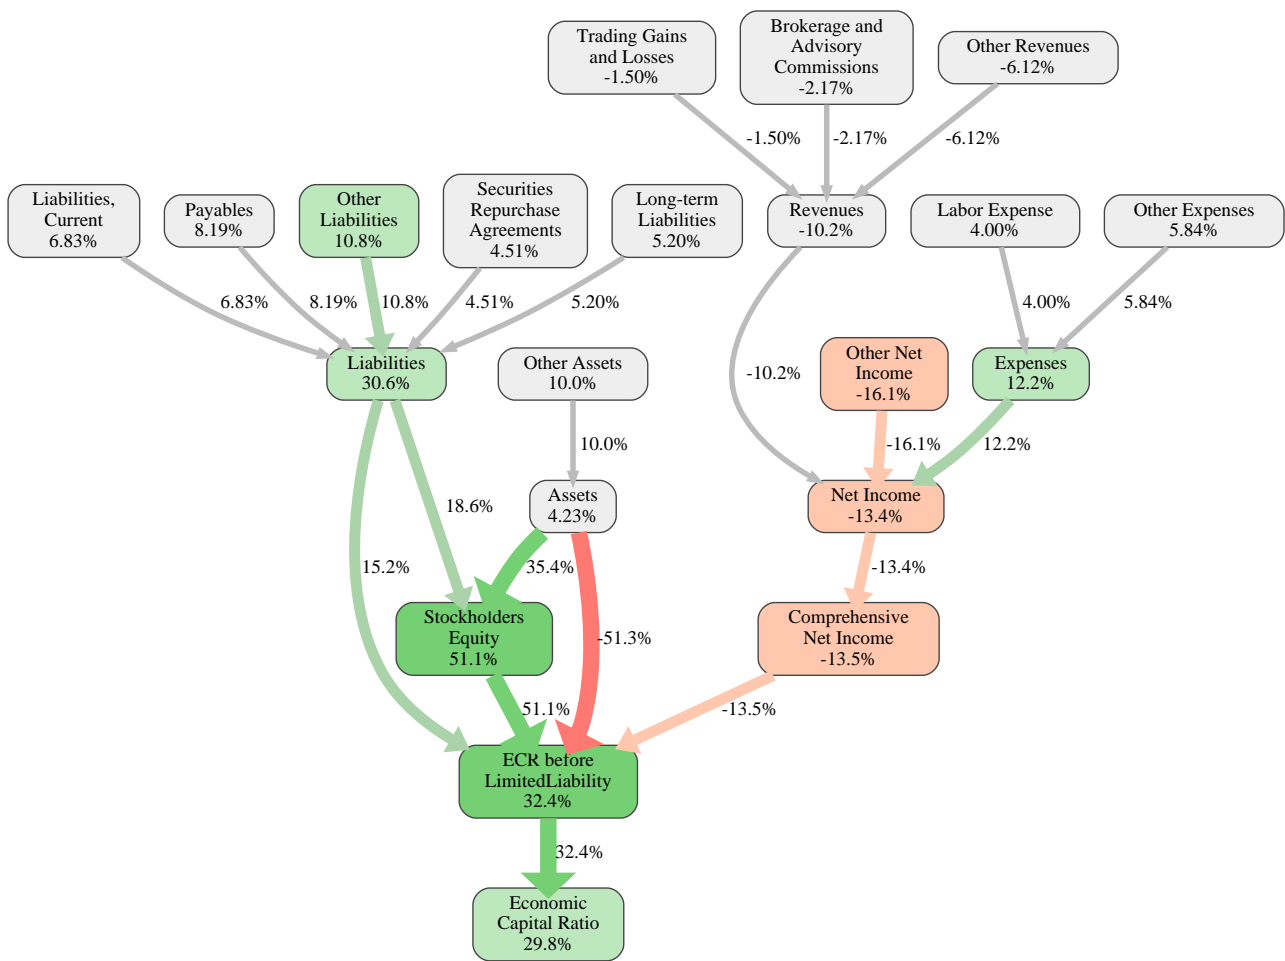 Trading Gains
and Losses
-1.50%
Brokerage and
Advisory
Commissions
-2.17%
Other Revenues
-6.12%
-1.50%
-2.17%
-6.12%
Liabilities,
Current
6.83%
Payables
8.19%
Other
Liabilities
10.8%
Securities
Repurchase
Agreements
4.51%
Long-term
Liabilities
5.20%
Revenues
-10.2%
Labor Expense
4.00%
Other Expenses
5.84%
6.83%
8.19%
10.8%
4.51%
5.20%
4.00%
5.84%
Liabilities
30.6%
Other Assets
10.0%
-10.2%
Other Net
Income
-16.1%
Expenses
12.2%
10.0%
-16.1%
12.2%
18.6%
Assets
4.23%
Net Income
-13.4%
15.2%
35.4%
-13.4%
Stockholders
Equity
51.1%
-51.3%
Comprehensive
Net Income
-13.5%
51.1%
-13.5%
ECR before
LimitedLiability
32.4%
32.4%
Economic
Capital Ratio
29.8%